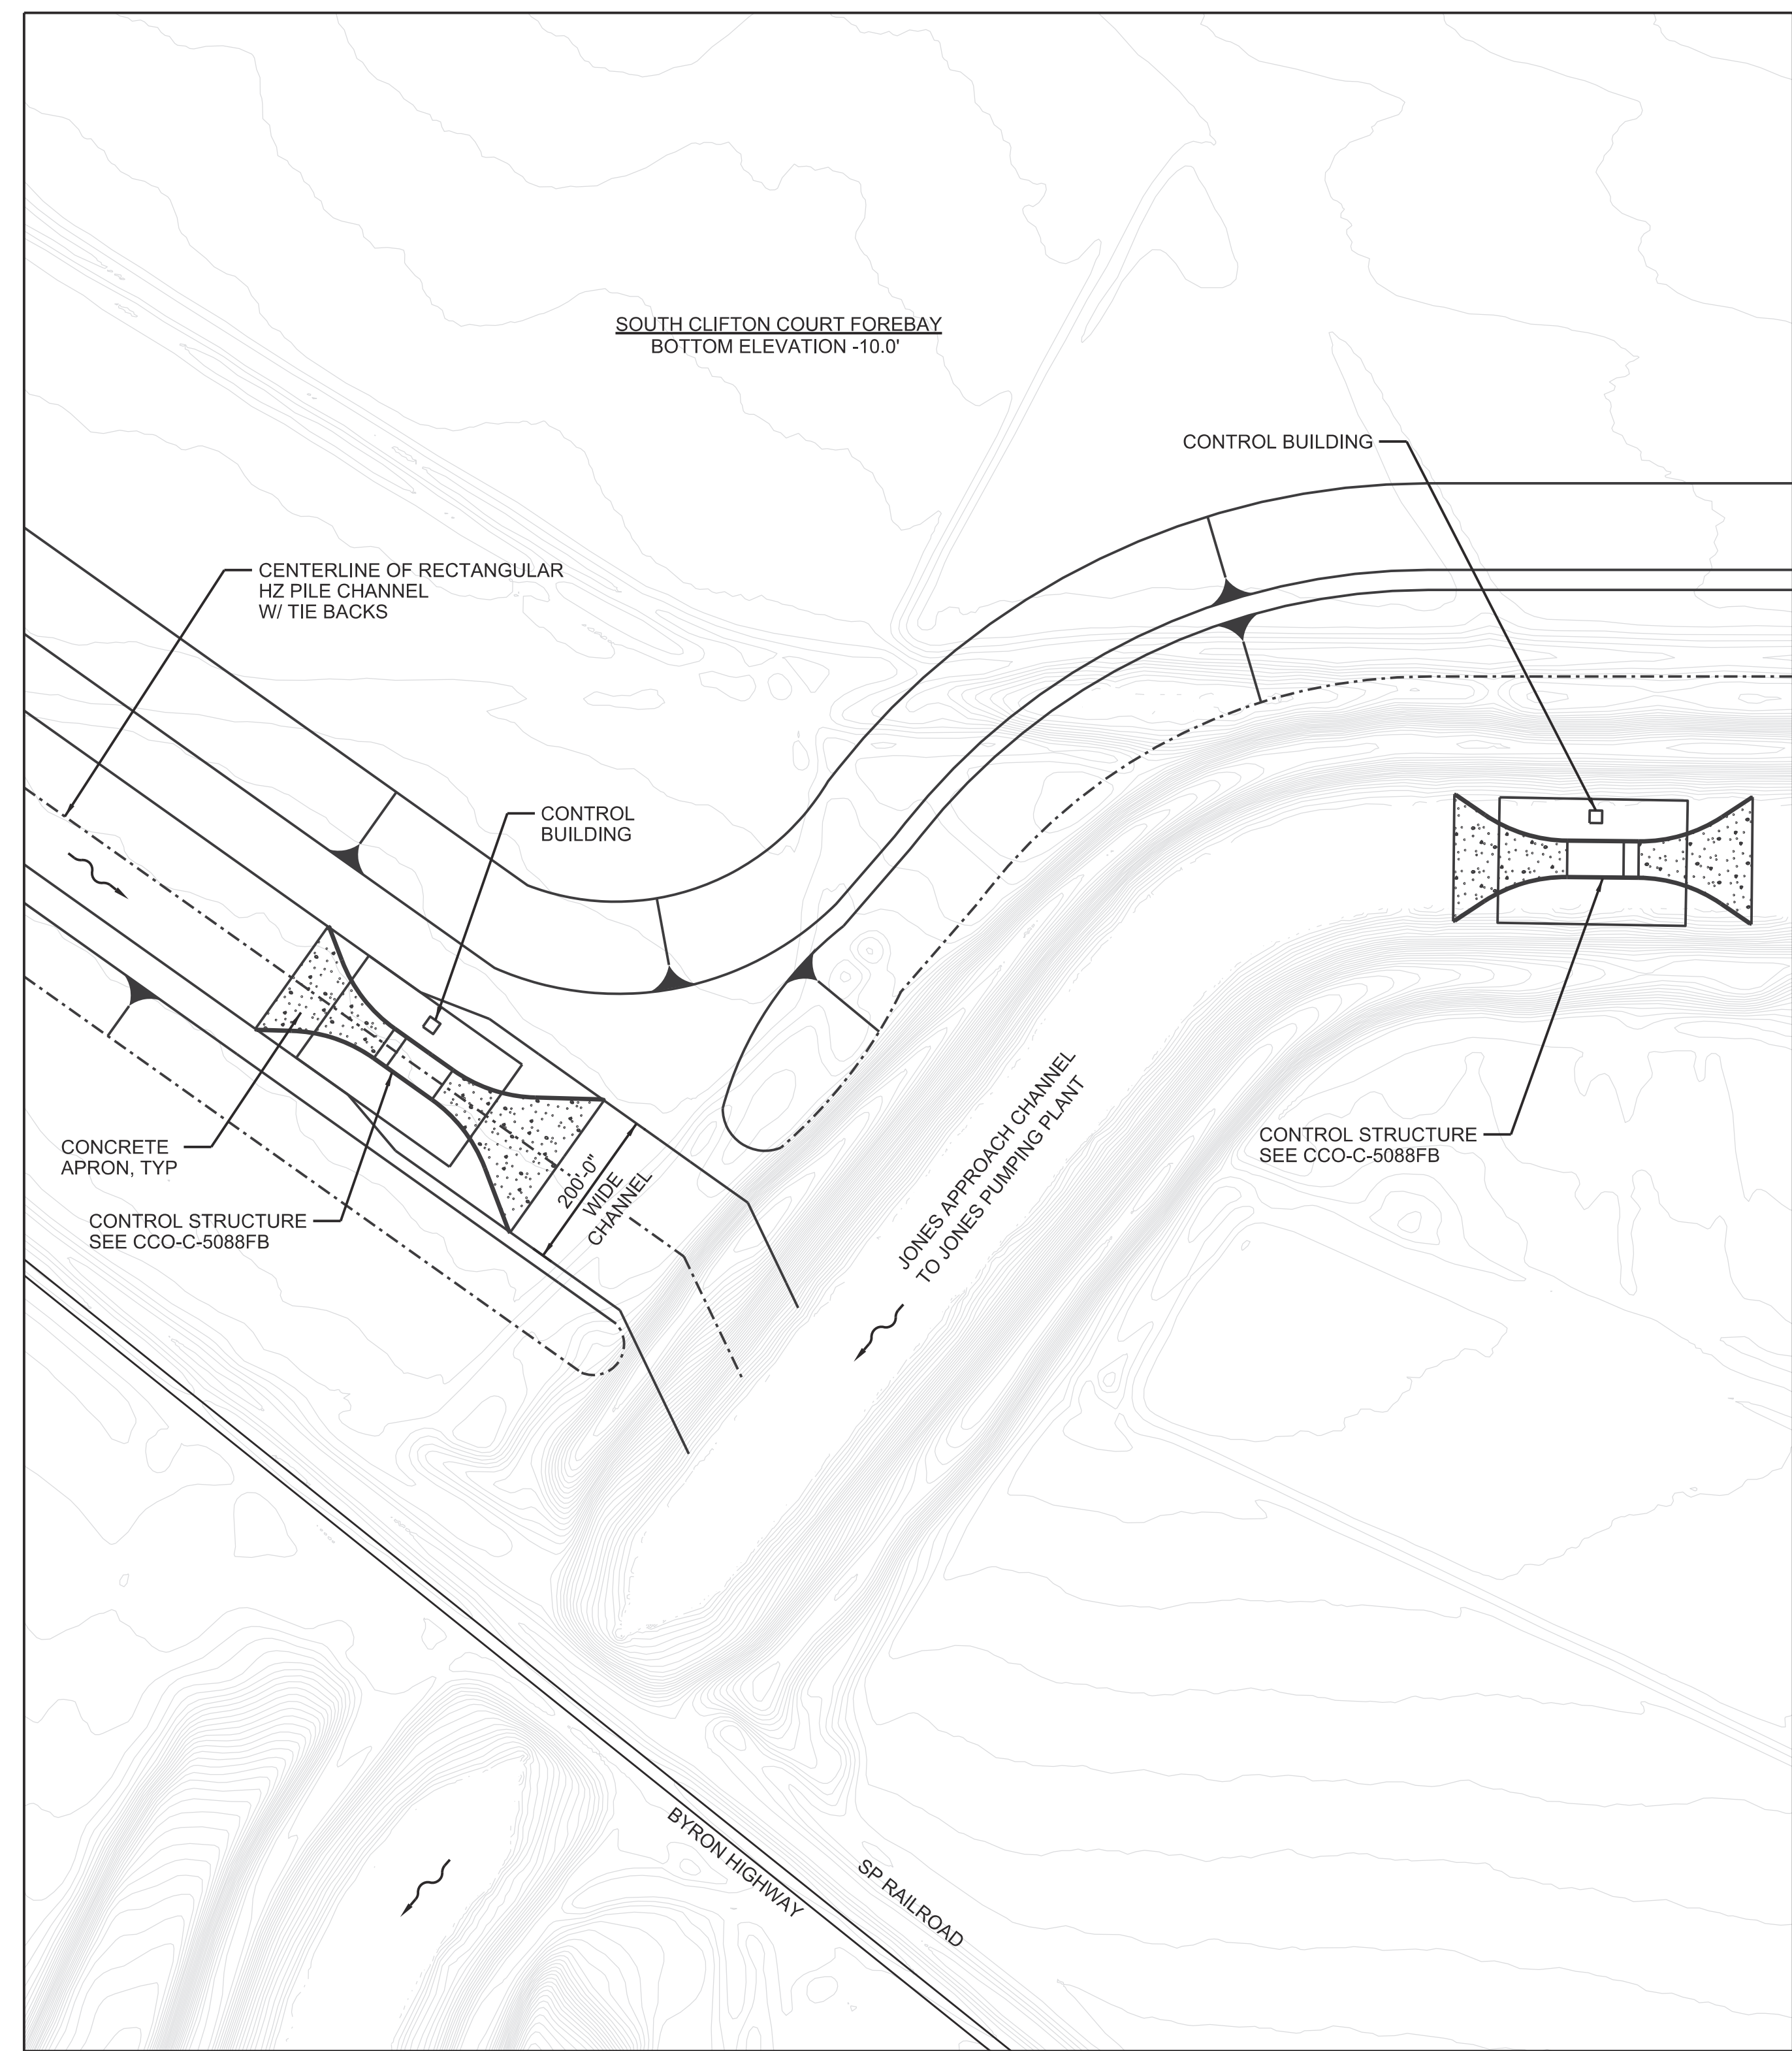 SOUTH CLIFTON COURT FOREBAY
BOTTOM ELEVATION -10.0'
CONTROL BUILDING
CENTERLINE OF RECTANGULAR
HZ PILE CHANNEL
W/ TIE BACKS
CONTROL
BUILDING
CONCRETE
APRON, TYP
CONTROL STRUCTURE
SEE CCO-C-5088FB
200'-0"
WIDE
CHANNEL
JONES APPROACH CHANNEL
TO JONES PUMPING PLANT
CONTROL STRUCTURE
SEE CCO-C-5088FB
BYRON HIGHWAY
SP RAILROAD